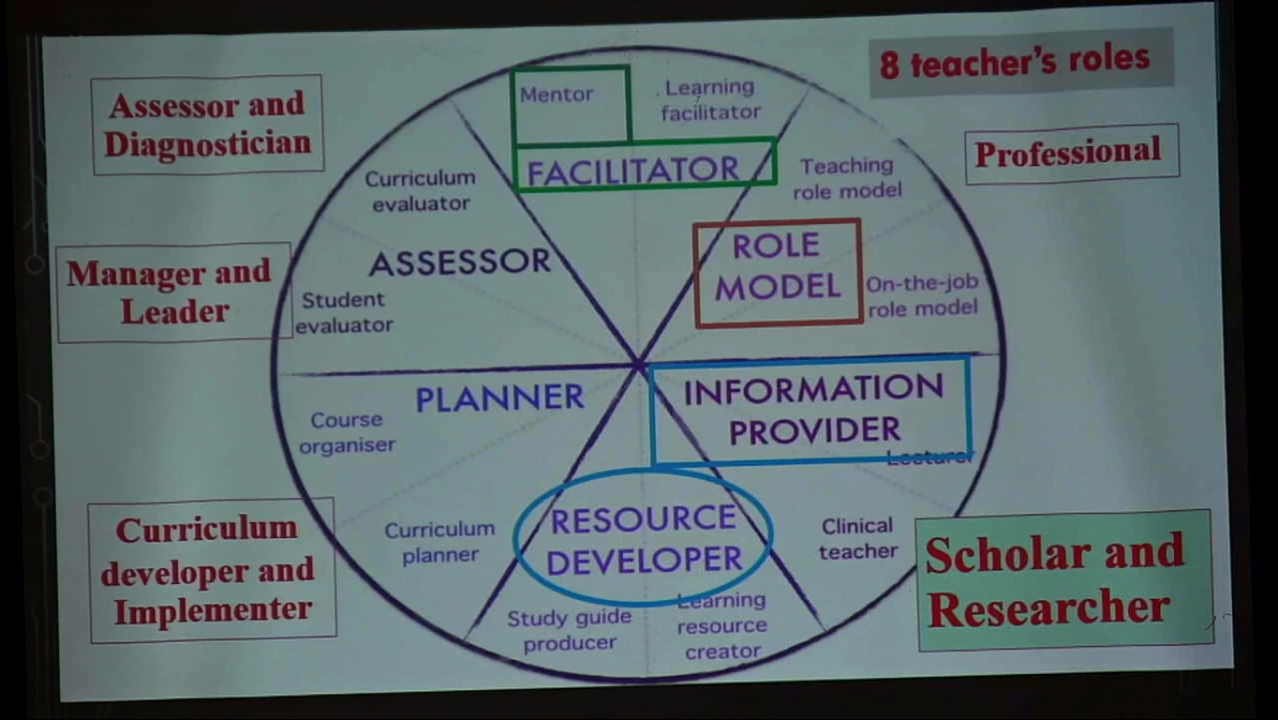 8 teacher's roles
Assessor and
Diagnostician
Mentor
Learning
facilitator
FACILITATOR
Professional
Teaching
role model
Curriculum
evaluator
ROLE
MODEL
ASSESSOR
Manager and
Leader
On-the-job
role model
Student
evaluator
PLANNER
INFORMATION
PROVIDER
Course
organiser
Lecturer
Curriculum
developer and
Implementer
Curriculum
planner
RESOURCE
DEVELOPER
Clinical
teacher
Scholar and
Researcher
Study guide
producer
Learning
resource
creator